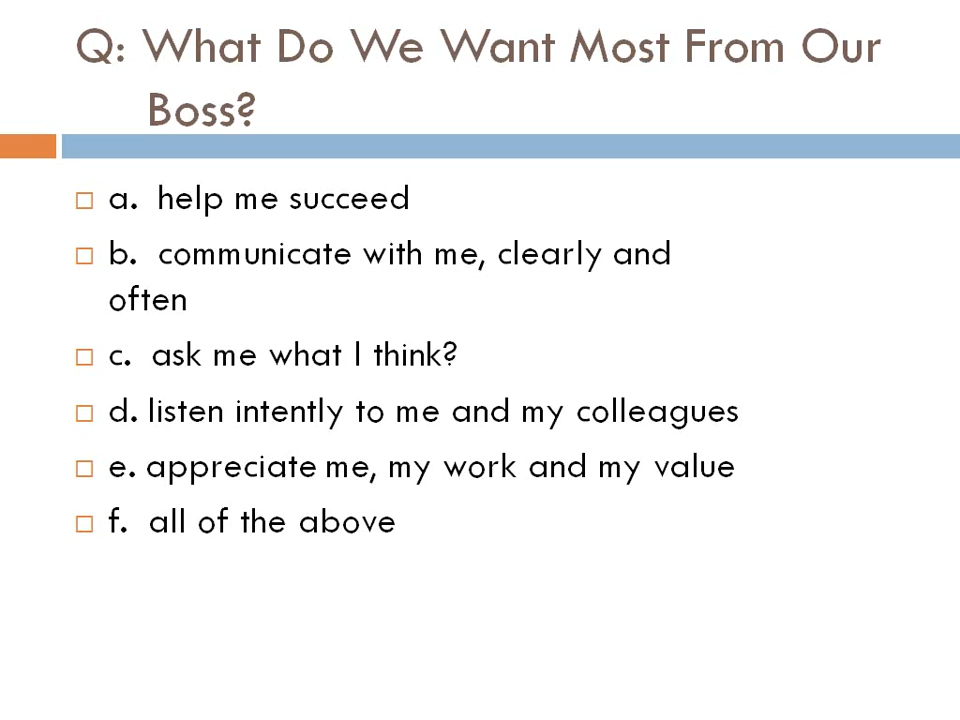 Q: What Do We Want Most From Our
Boss?
a. help me succeed
b. communicate with me, clearly and
often
c. ask me what I think?
d. listen intently to me and my colleagues
e. appreciate me, my work and my value
f. all of the above